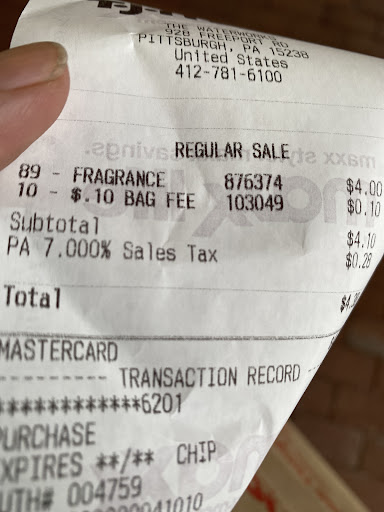 THE WATERWORKS
928 FREEPORT RD
PITTSBURGH, PA 15238
United States
412-781-6100
REGULAR SALE
89 - FRAGRANCE 876374 $4.00
10 - $.10 BAG FEE 103049 $0.10
Subtotal $4.10
PA 7.000% Sales Tax $0.28
Total
MASTERCARD
--------- TRANSACTION RECORD -
************6201
PURCHASE
EXPIRES **/** CHIP
AUTH# 004759